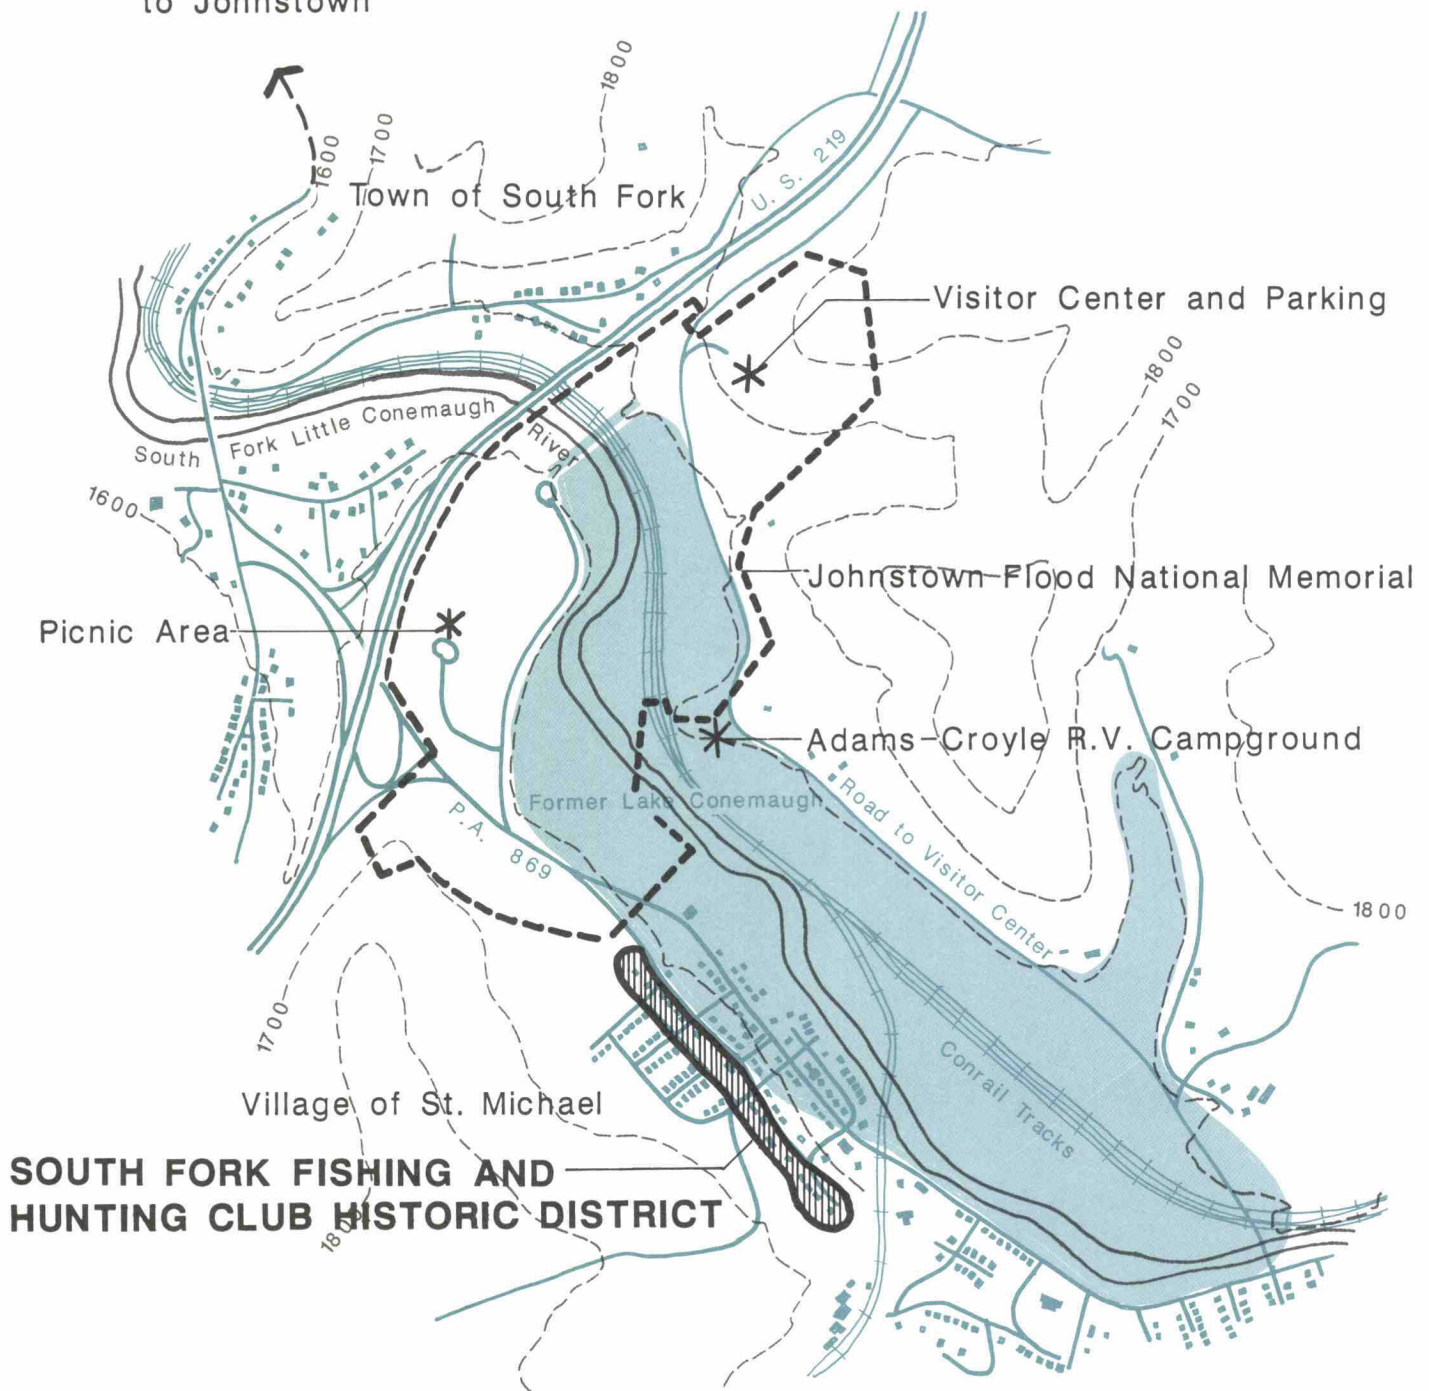 to Johnstown
1800
1700
1600
U. S. 219
Town of South Fork
Visitor Center and Parking
1800
1700
South Fork Little Conemaugh River
1600
Johnstown Flood National Memorial
Picnic Area
Adams-Croyle R.V. Campground
Former Lake Conemaugh
Road to Visitor Center
P.A. 869
1800
1700
Conrail Tracks
Village of St. Michael
SOUTH FORK FISHING AND
HUNTING CLUB HISTORIC DISTRICT
1800